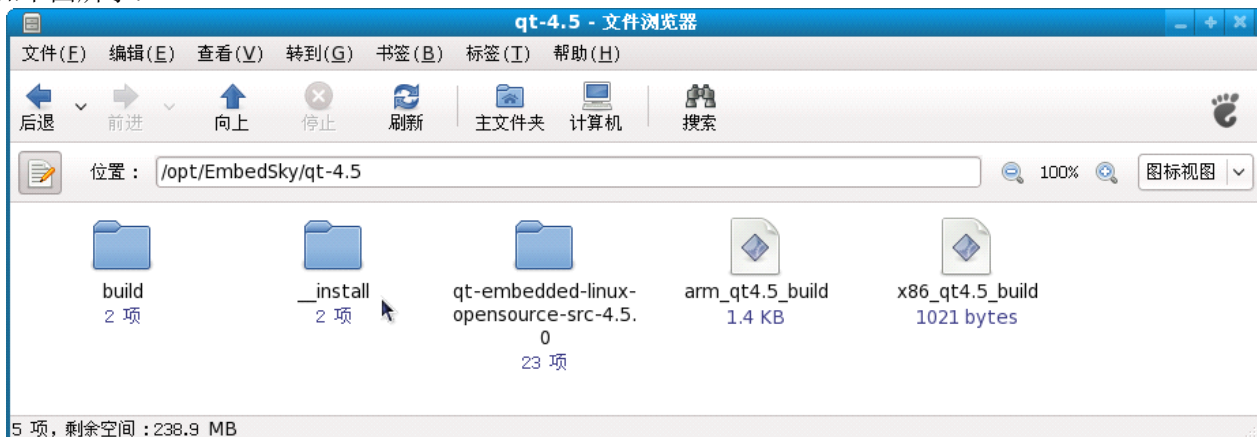 qt-4.5 - 文件浏览器
文件(F) 编辑(E) 查看(V) 转到(G) 书签(B) 标签(T) 帮助(H)
后退 前进 向上 停止 刷新 主文件夹 计算机 搜索
位置： /opt/EmbedSky/qt-4.5 100% 图标视图
build __install qt-embedded-linux- arm_qt4.5_build x86_qt4.5_build
2 项 2 项 opensource-src-4.5. 1.4 KB 1021 bytes
0
23 项
5 项，剩余空间：238.9 MB